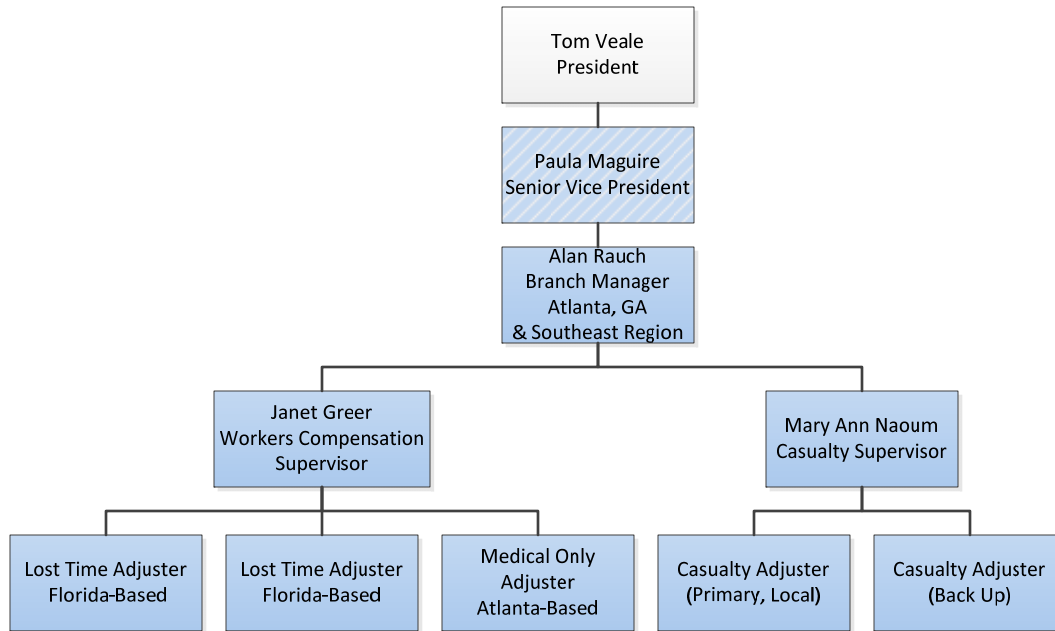 Tom Veale
President
Paula Maguire
Senior Vice President
Alan Rauch
Branch Manager
Atlanta, GA
& Southeast Region
Janet Greer
Workers Compensation
Supervisor
Mary Ann Naoum
Casualty Supervisor
Lost Time Adjuster
Florida-Based
Lost Time Adjuster
Florida-Based
Medical Only
Adjuster
Atlanta-Based
Casualty Adjuster
(Primary, Local)
Casualty Adjuster
(Back Up)